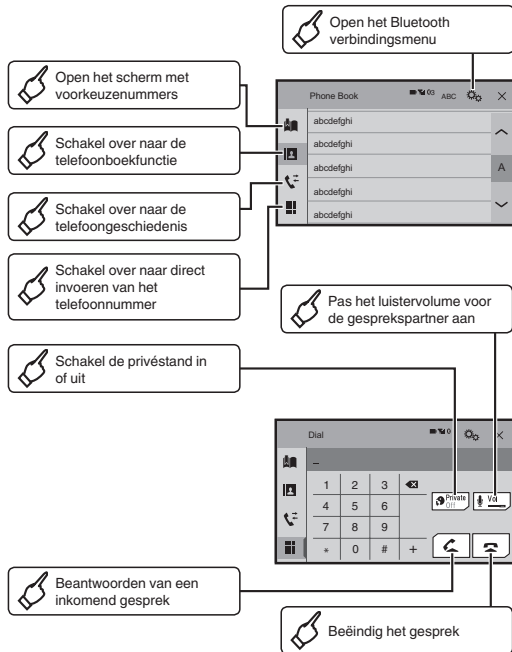 Open het Bluetooth
verbindingsmenu
Open het scherm met
voorkeuzenummers
Schakel over naar de
telefoonboekfunctie
Schakel over naar de
telefoongeschiedenis
Schakel over naar direct
invoeren van het
telefoonnummer
Phone Book
ABC
abcdefghi
abcdefghi
abcdefghi
A
abcdefghi
abcdefghi
Pas het luistervolume voor
de gesprekspartner aan
Schakel de privéstand in
of uit
Dial
1 2 3
4 5 6
7 8 9
* 0 # +
Private
Off
Vol
Beantwoorden van een
inkomend gesprek
Beëindig het gesprek